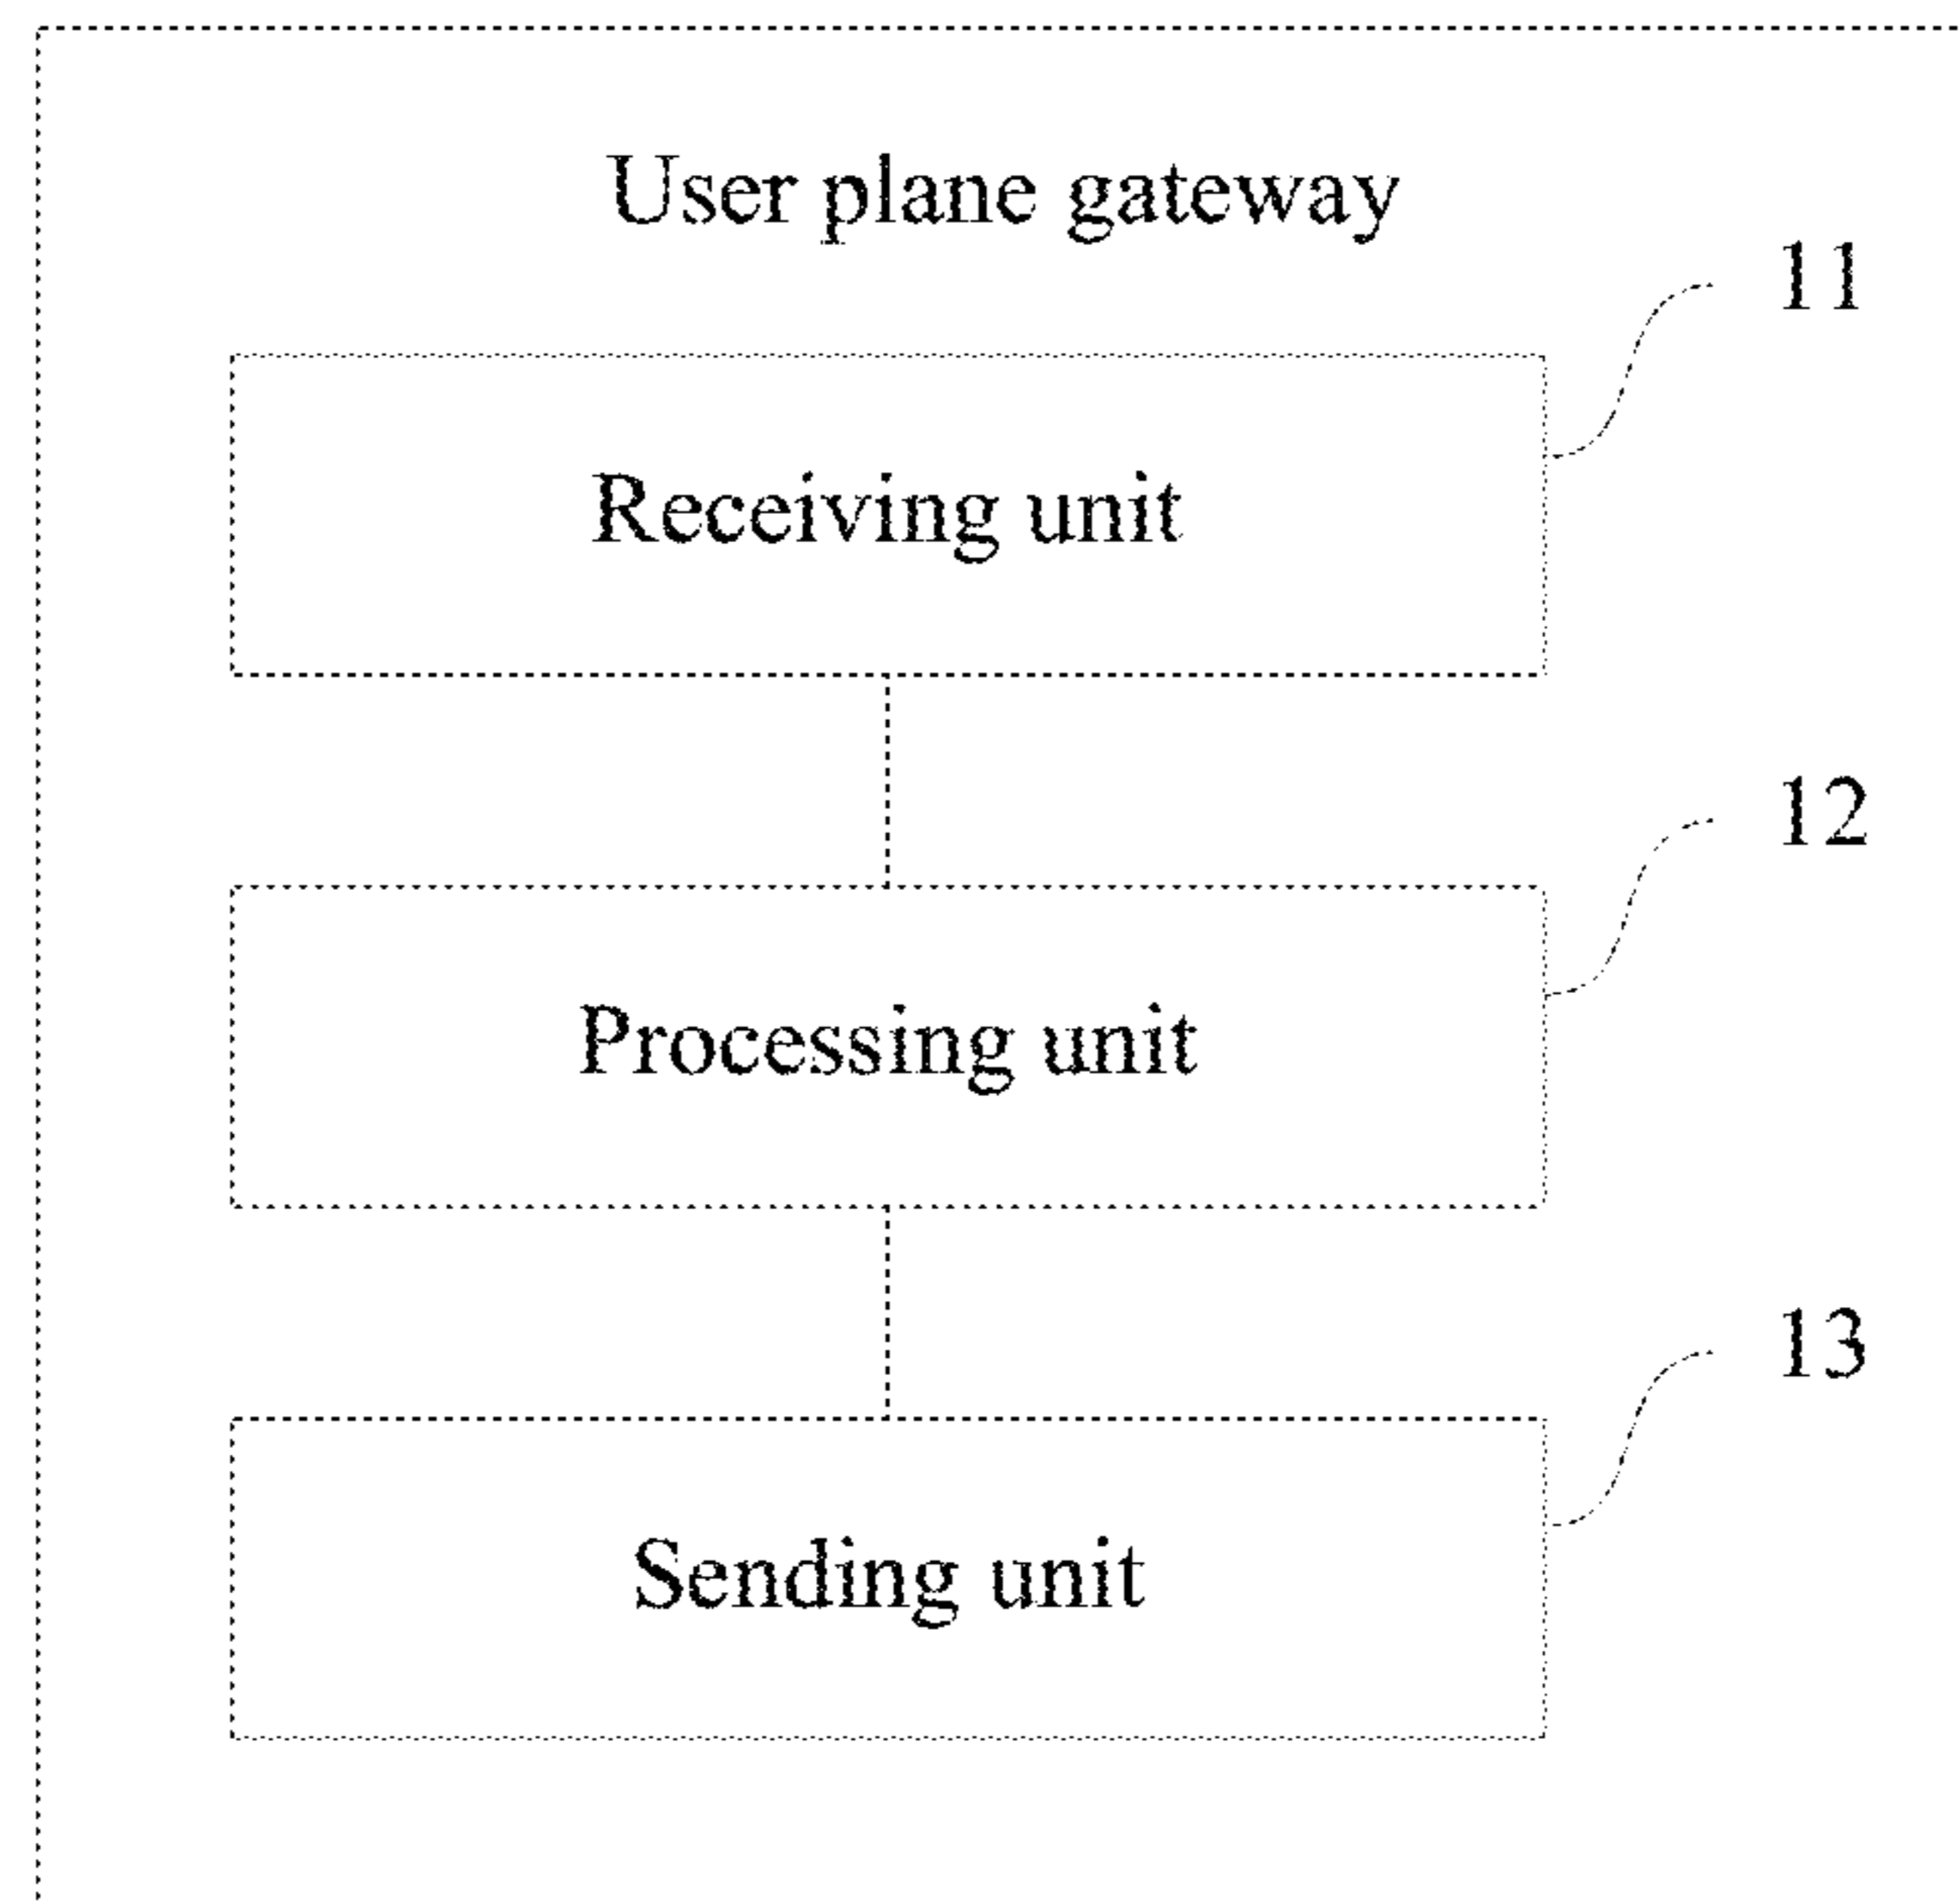 User plane gateway
11
Receiving unit
12
Processing unit
13
Sending unit